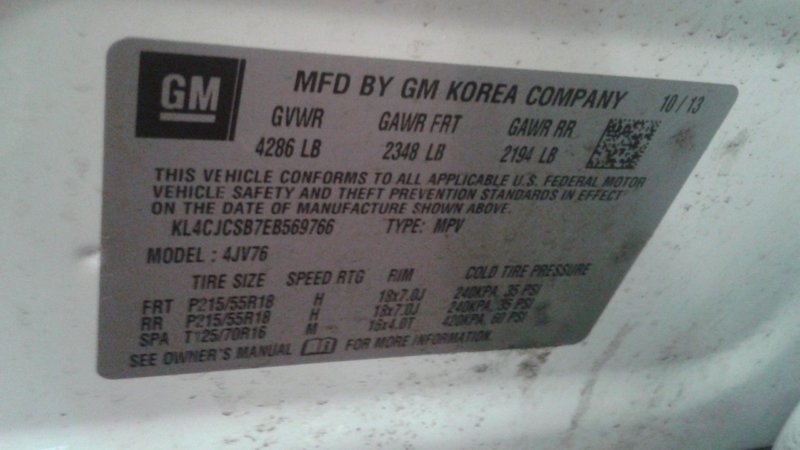 GM
MFD BY GM KOREA COMPANY 10/13
GVWR GAWR FRT GAWR RR
4286 LB 2348 LB 2194 LB
THIS VEHICLE CONFORMS TO ALL APPLICABLE U.S. FEDERAL MOTOR
VEHICLE SAFETY AND THEFT PREVENTION STANDARDS IN EFFECT
ON THE DATE OF MANUFACTURE SHOWN ABOVE.
KL4CJCSB7EB569766 TYPE: MPV
MODEL: 4JV76
TIRE SIZE SPEED RTG RIM COLD TIRE PRESSURE
FRT P215/55R18 H 18x7.0J 240KPA, 35 PSI
RR P215/55R18 H 18x7.0J 240KPA, 35 PSI
SPA T125/70R16 M 16x4.0T 420KPA, 60 PSI
SEE OWNER'S MANUAL FOR MORE INFORMATION.